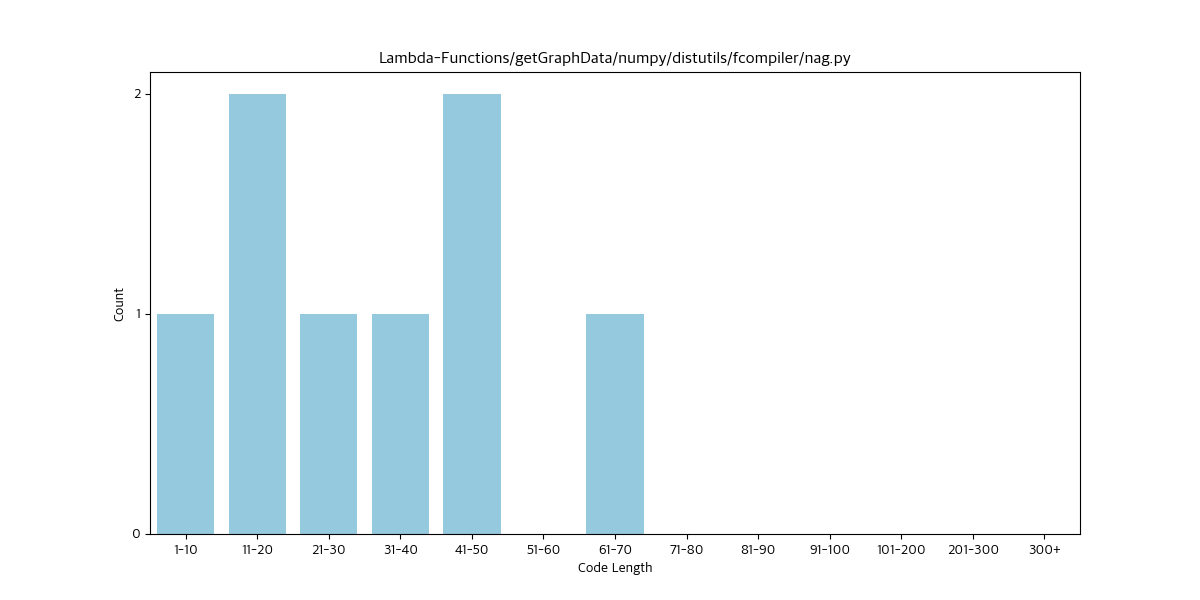 Lambda-Functions/getGraphData/numpy/distutils/fcompiler/nag.py
2
1
0
Count
1-10 11-20 21-30 31-40 41-50 51-60 61-70 71-80 81-90 91-100 101-200 201-300 300+
Code Length